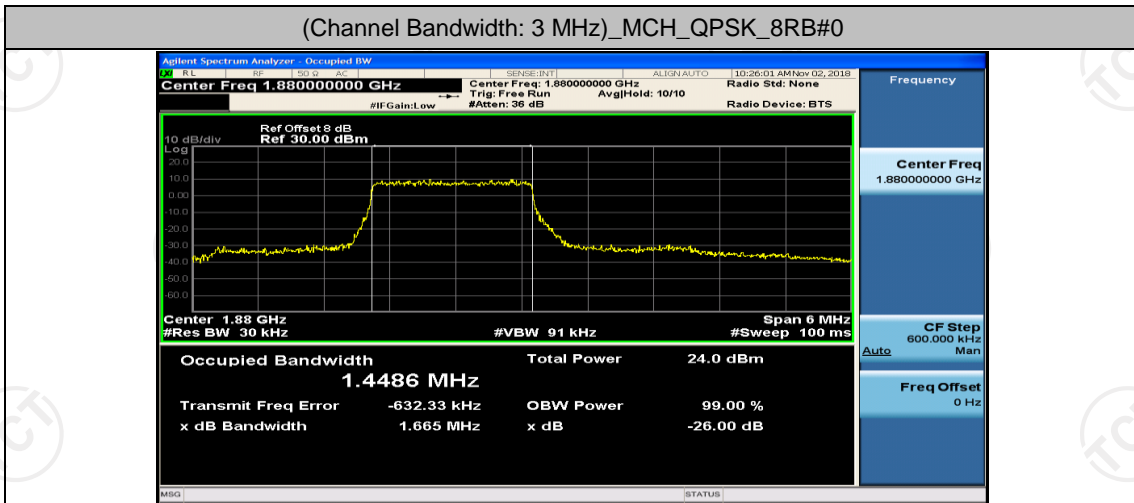 (Channel Bandwidth: 3 MHz)_MCH_QPSK_8RB#0
Agilent Spectrum Analyzer - Occupied BW
LXI RL RF 50 Ω AC SENSE:INT ALIGN AUTO 10:26:01 AM Nov 02, 2018
Center Freq 1.880000000 GHz
Center Freq: 1.880000000 GHz
Radio Std: None
Trig: Free Run Avg|Hold: 10/10
#IFGain:Low
#Atten: 36 dB
Radio Device: BTS
Ref Offset 8 dB
10 dB/div Ref 30.00 dBm
Log
20.0
10.0
0.00
-10.0
-20.0
-30.0
-40.0
-50.0
-60.0
Center 1.88 GHz Span 6 MHz
#Res BW 30 kHz #VBW 91 kHz #Sweep 100 ms
Occupied Bandwidth Total Power 24.0 dBm
1.4486 MHz
Transmit Freq Error -632.33 kHz OBW Power 99.00 %
x dB Bandwidth 1.665 MHz x dB -26.00 dB
MSG STATUS
Frequency
Center Freq
1.880000000 GHz
CF Step
600.000 kHz
Auto Man
Freq Offset
0 Hz
TCT
TCT